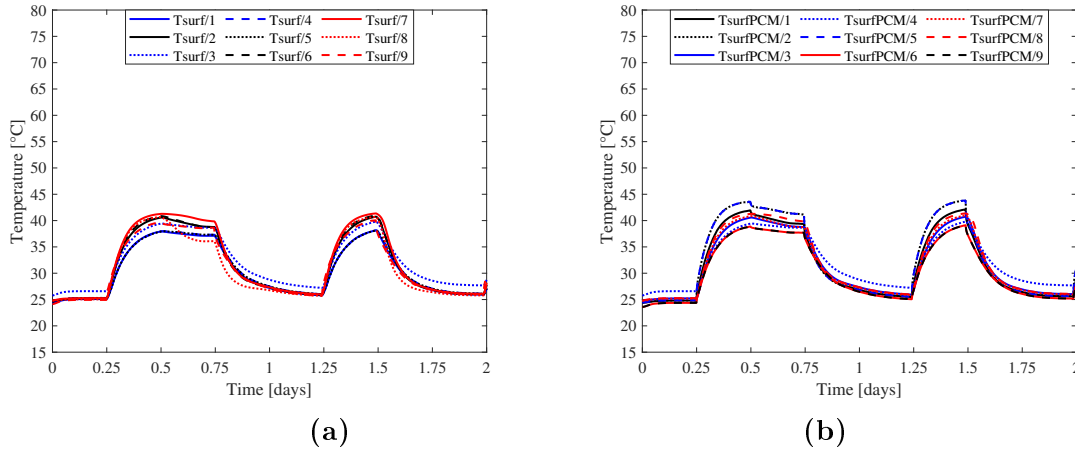 80
75
70
65
60
55
50
45
40
35
30
25
20
15
Temperature [°C]
Tsurf/1 Tsurf/4 Tsurf/7
Tsurf/2 Tsurf/5 Tsurf/8
Tsurf/3 Tsurf/6 Tsurf/9
0 0.25 0.5 0.75 1 1.25 1.5 1.75 2
Time [days]
(a)
80
75
70
65
60
55
50
45
40
35
30
25
20
15
Temperature [°C]
TsurfPCM/1 TsurfPCM/4 TsurfPCM/7
TsurfPCM/2 TsurfPCM/5 TsurfPCM/8
TsurfPCM/3 TsurfPCM/6 TsurfPCM/9
0 0.25 0.5 0.75 1 1.25 1.5 1.75 2
Time [days]
(b)